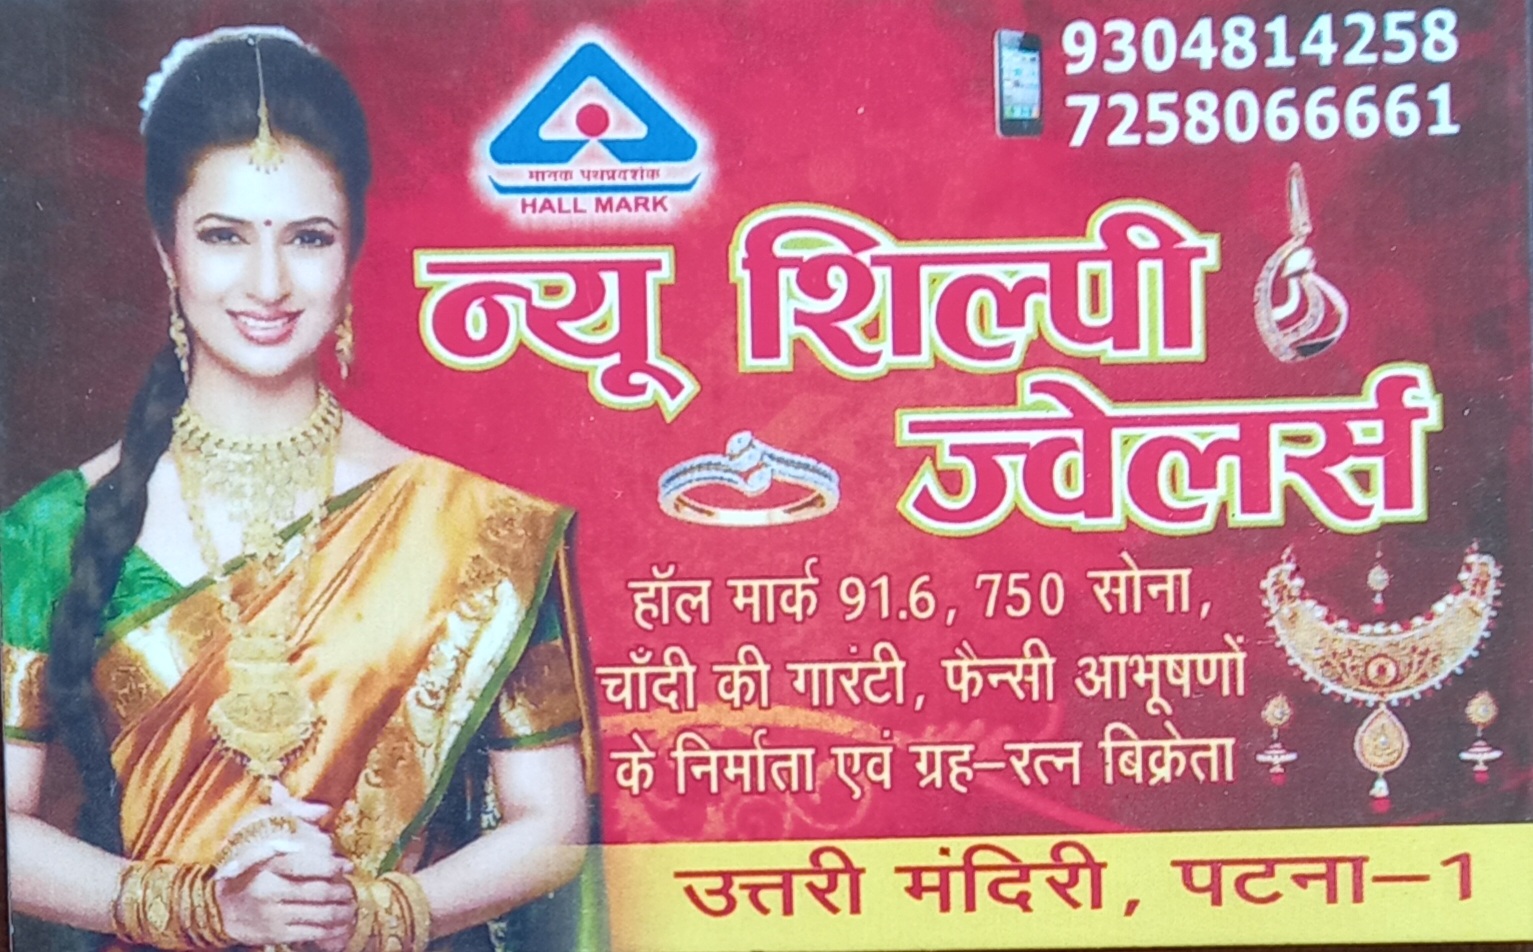 9304814258
7258066661
मानक पथप्रदर्शक
HALL MARK
न्यू शिल्पी
ज्वेलर्स
हॉल मार्क 91.6, 750 सोना,
चाँदी की गारंटी, फैन्सी आभूषणों
के निर्माता एवं ग्रह-रत्न बिक्रेता
उत्तरी मंदिरी, पटना-1